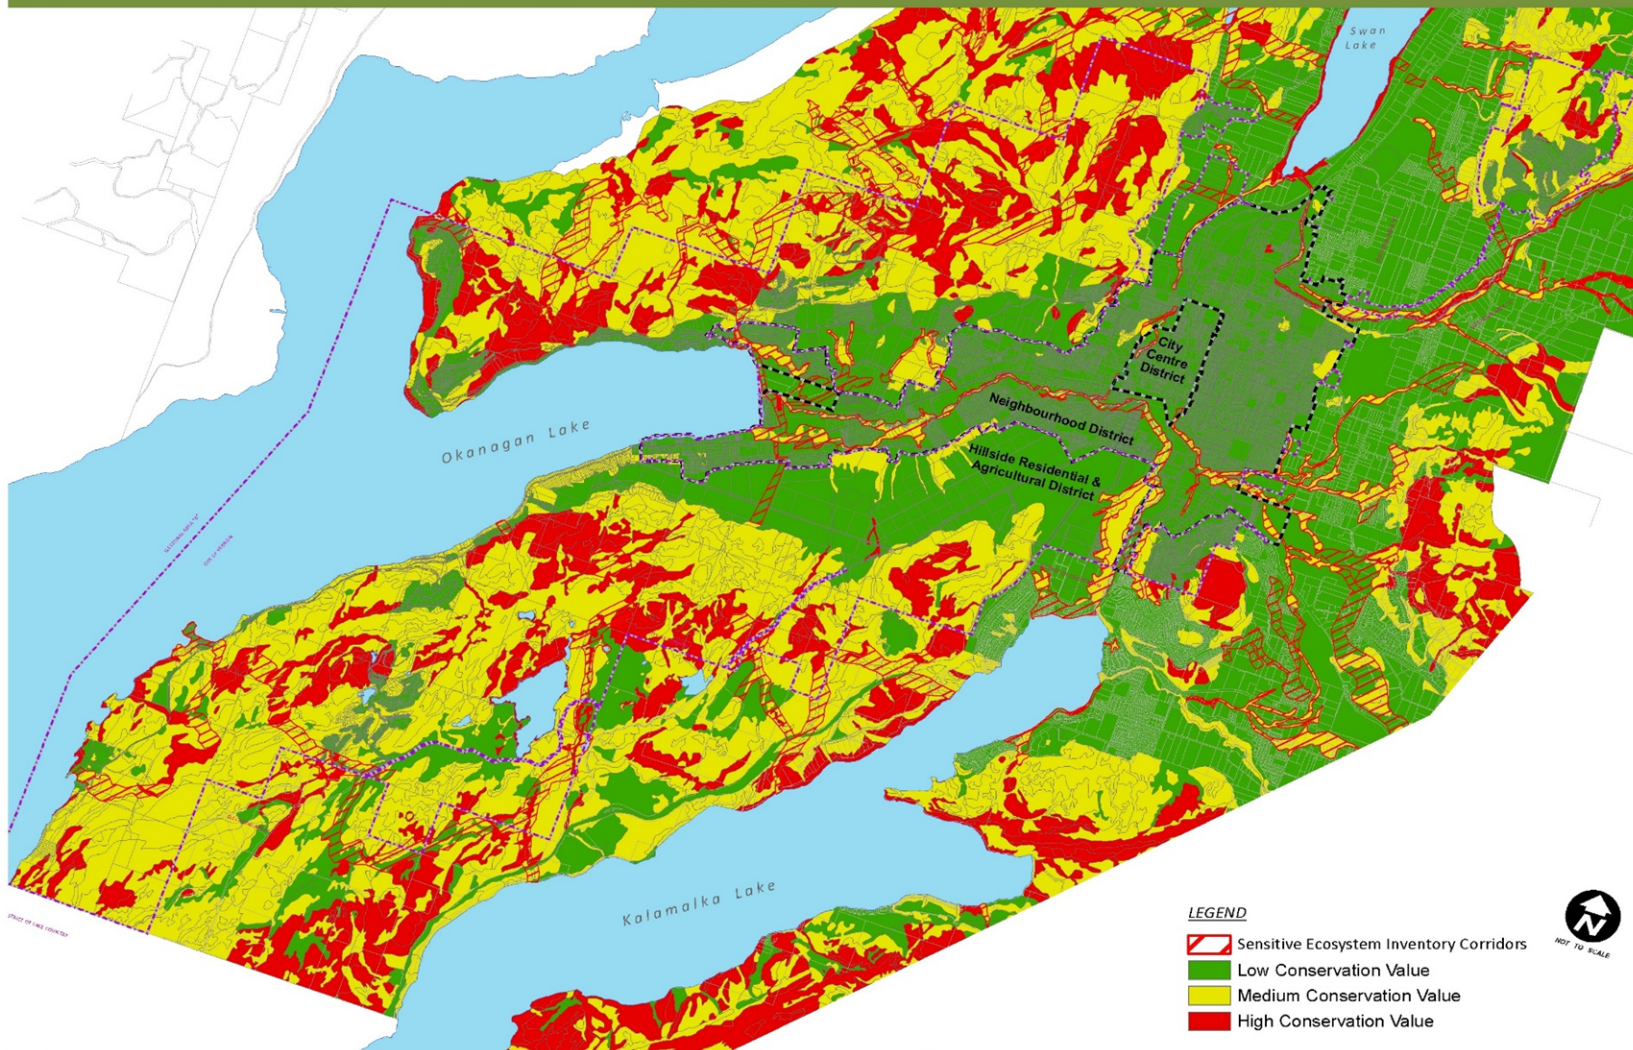 Swan
Lake
City
Centre
District
Neighbourhood District
Hillside Residential &
Agricultural District
Okanagan Lake
Kalamalka Lake
LEGEND
Sensitive Ecosystem Inventory Corridors
Low Conservation Value
Medium Conservation Value
High Conservation Value
N
NOT TO SCALE